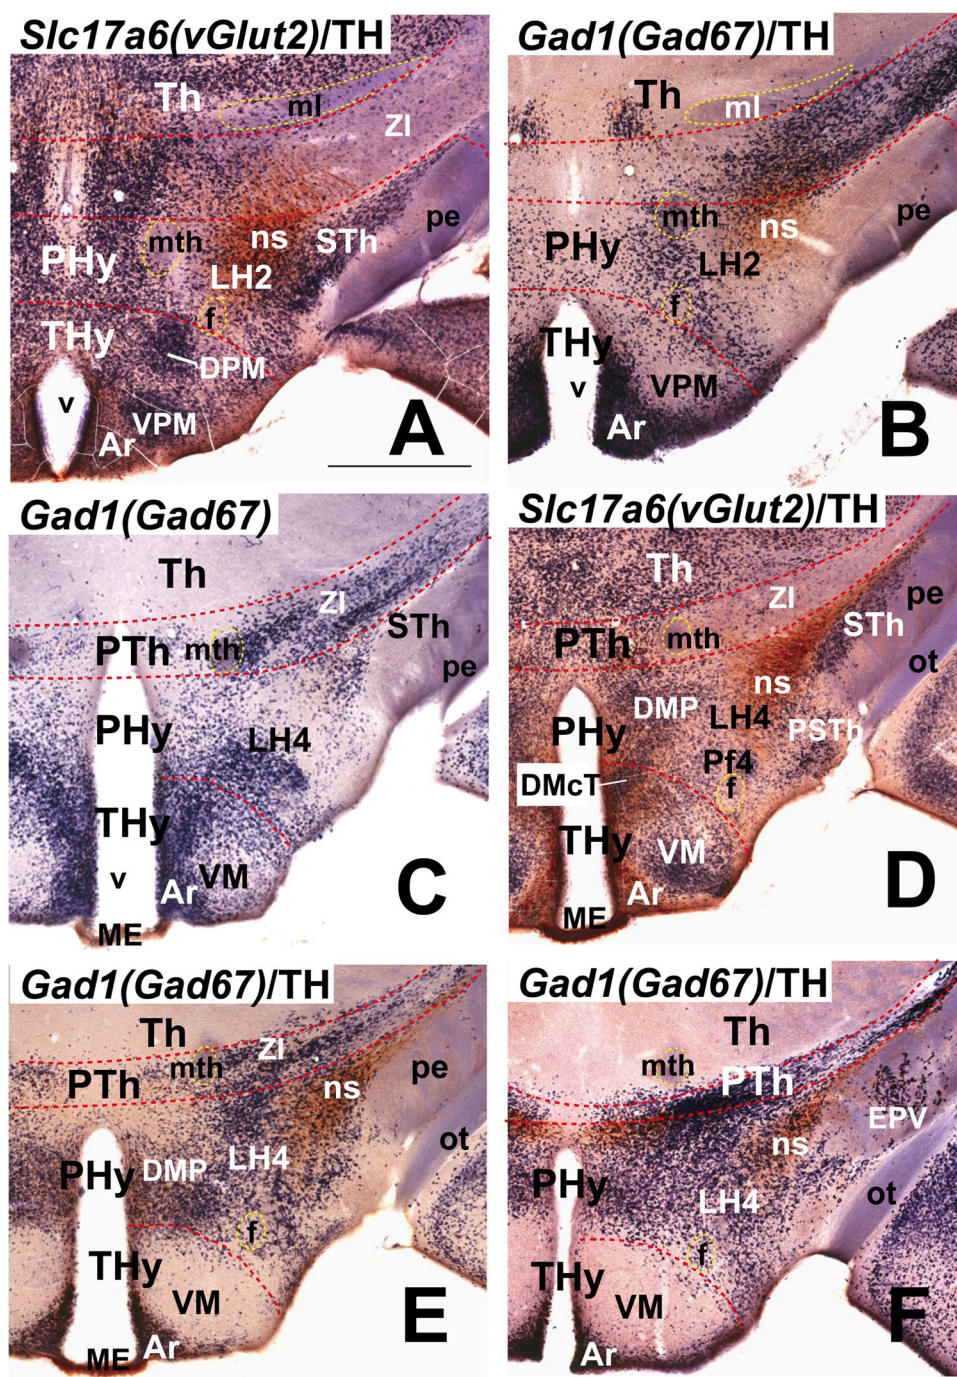 Slc17a6(vGlut2)/TH
Th
ml
ZI
pe
mth
ns
STh
PHy
LH2
f
THy
DPM
v
VPM
Ar
A
Gad1(Gad67)/TH
Th
ml
ZI
mth
ns
pe
PHy
LH2
f
THy
v
VPM
Ar
B
Gad1(Gad67)
Th
ZI
STh
PTh
mth
pe
PHy
LH4
THy
v
Ar
VM
ME
C
Slc17a6(vGlut2)/TH
Th
ZI
pe
PTh
mth
STh
ot
ns
DMP
LH4
PHy
PSTh
Pf4
DMcT
f
THy
VM
Ar
ME
D
Gad1(Gad67)/TH
Th
ZI
mth
pe
PTh
ns
ot
PHy
DMP
LH4
f
THy
VM
Ar
ME
E
Gad1(Gad67)/TH
Th
mth
PTh
EPV
ns
PHy
LH4
ot
f
THy
VM
Ar
F